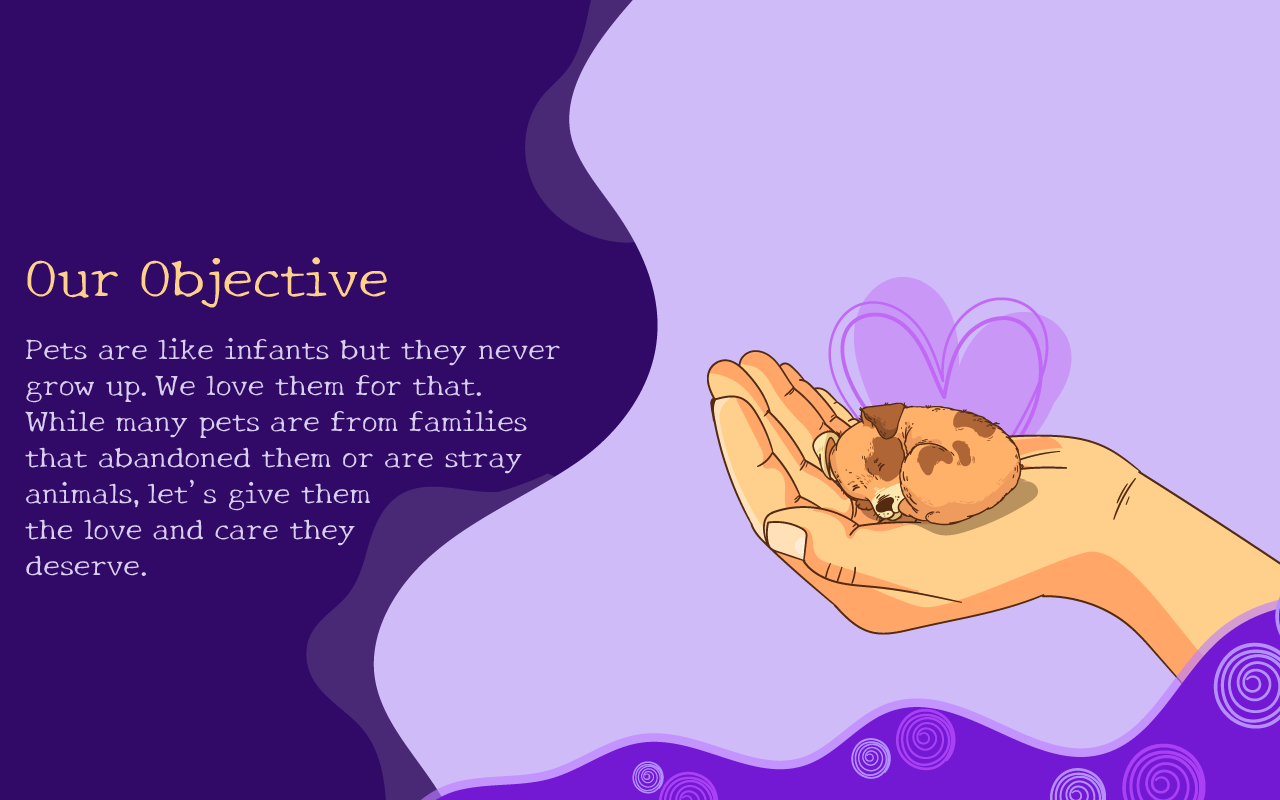 Our Objective
Pets are like infants but they never
grow up. We love them for that.
While many pets are from families
that abandoned them or are stray
animals, let's give them
the love and care they
deserve.